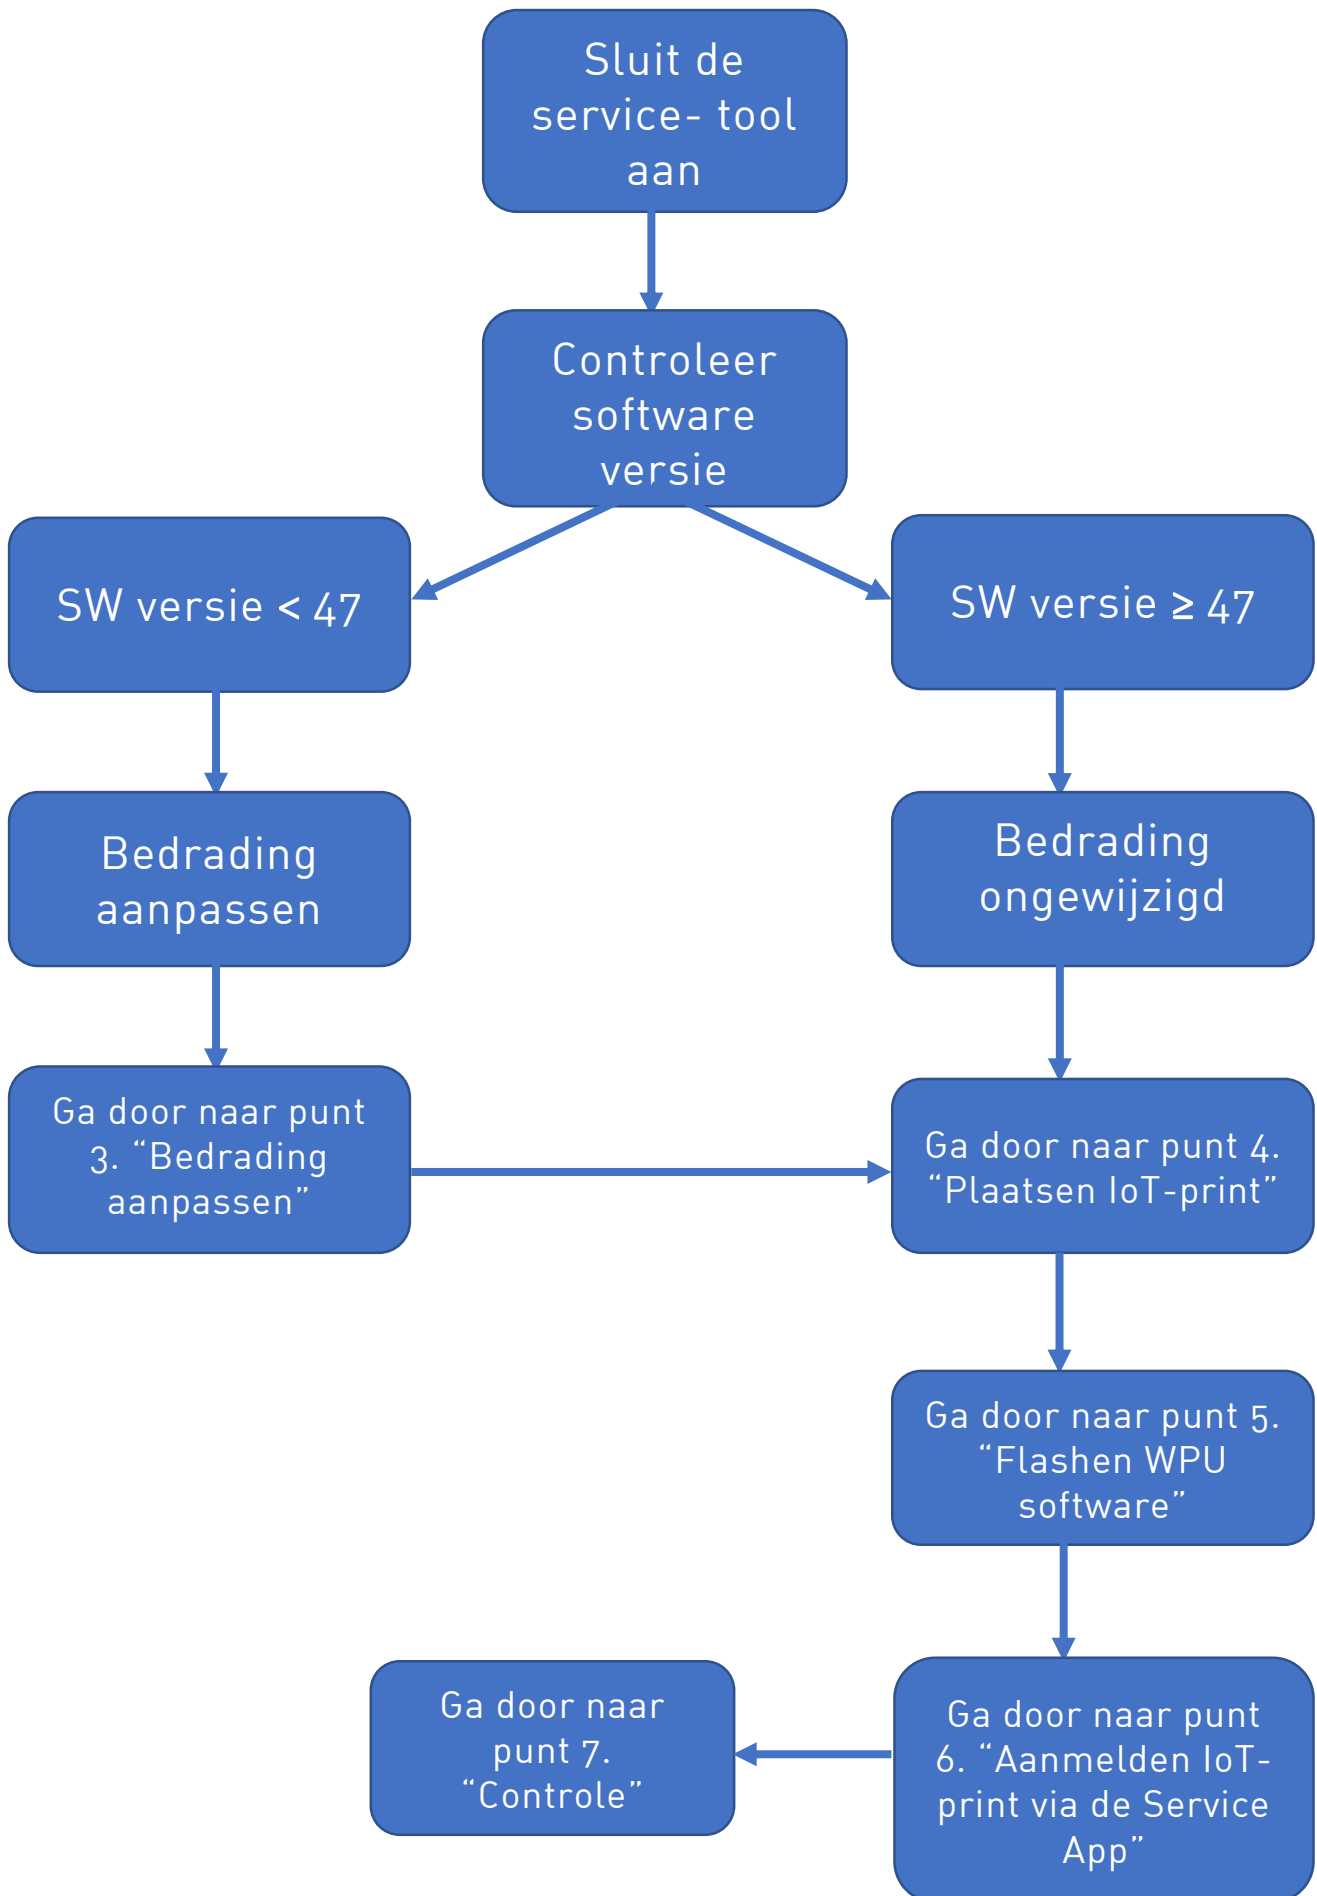 Sluit de
service- tool
aan
Controleer
software
versie
SW versie < 47
SW versie ≥ 47
Bedrading
aanpassen
Bedrading
ongewijzigd
Ga door naar punt
3. “Bedrading
aanpassen”
Ga door naar punt 4.
“Plaatsen IoT-print”
Ga door naar punt 5.
“Flashen WPU
software”
Ga door naar punt
6. “Aanmelden IoT-
print via de Service
App”
Ga door naar
punt 7.
“Controle”